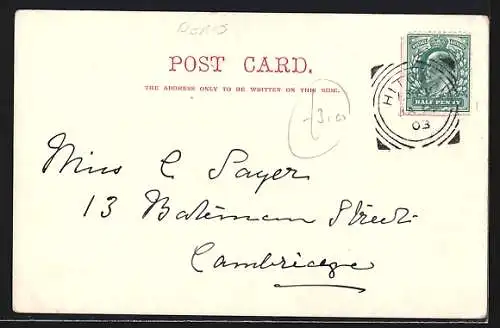 POST CARD.
THE ADDRESS ONLY TO BE WRITTEN ON THIS SIDE.
HALF PENNY
HIT
03
Miss C Sayer
13 Bateman Street
Cambridge